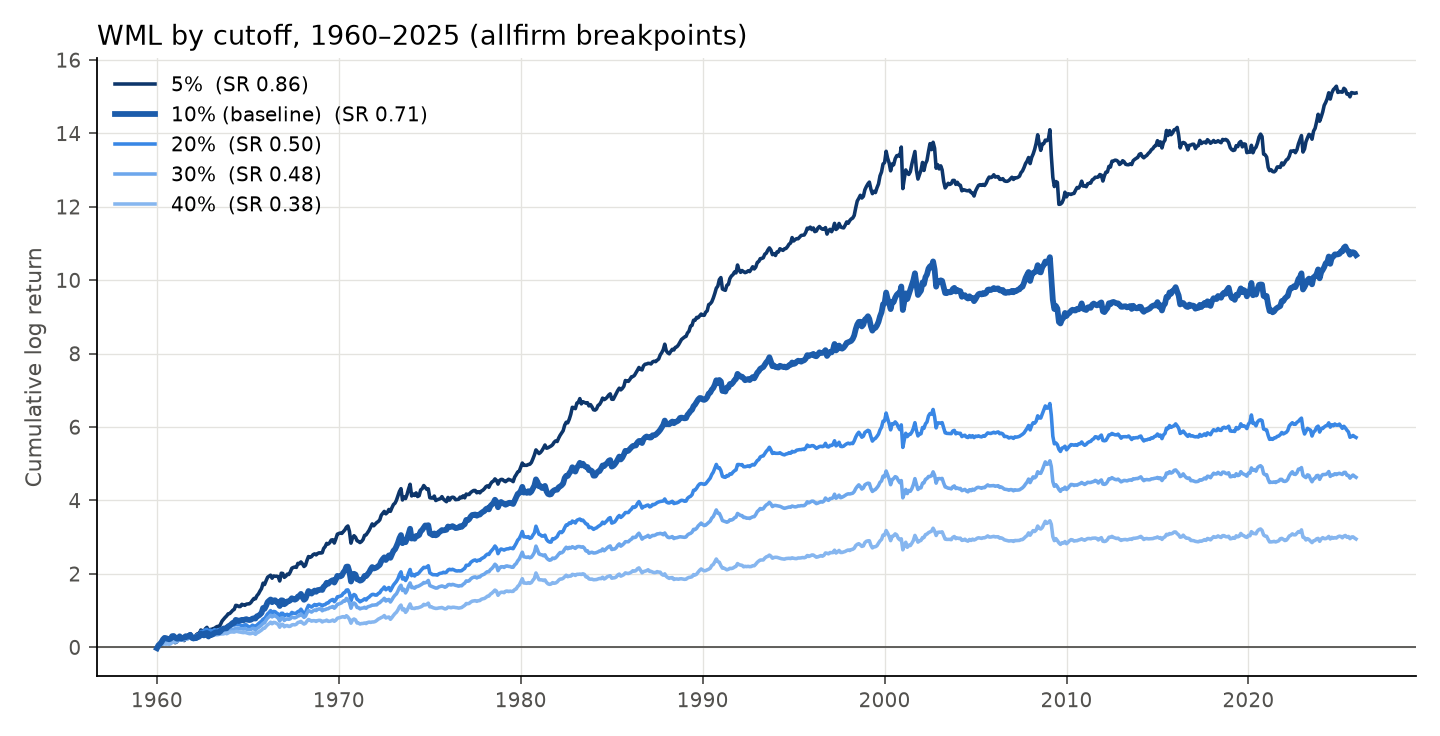 WML by cutoff, 1960–2025 (allfirm breakpoints)
5% (SR 0.86)
10% (baseline) (SR 0.71)
20% (SR 0.50)
30% (SR 0.48)
40% (SR 0.38)
Cumulative log return
16
14
12
10
8
6
4
2
0
1960
1970
1980
1990
2000
2010
2020